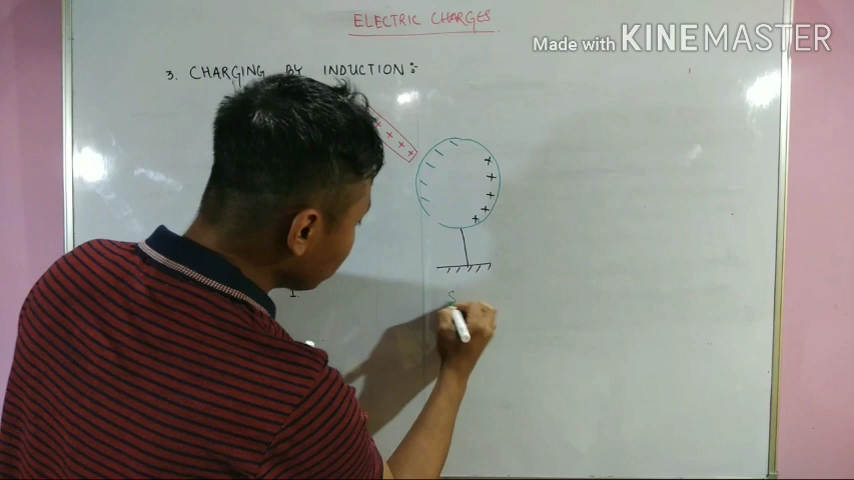 ELECTRIC CHARGES
Made with KINEMASTER
3. CHARGING BY INDUCTION :-
+ + + +
- - - - -
+ + + + +
I.
S